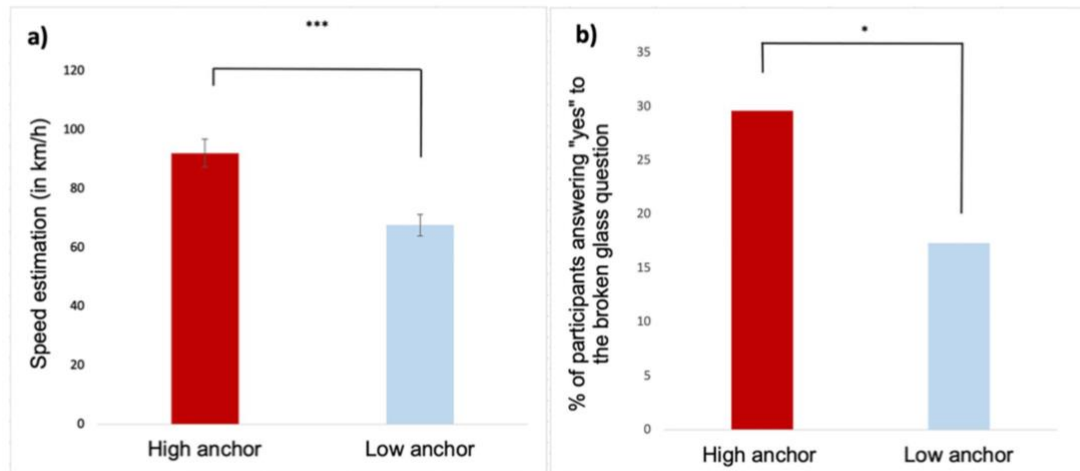 a)
***
120
100
80
60
40
20
0
Speed estimation (in km/h)
High anchor
Low anchor
b)
*
35
30
25
20
15
10
5
0
% of participants answering "yes" to
the broken glass question
High anchor
Low anchor